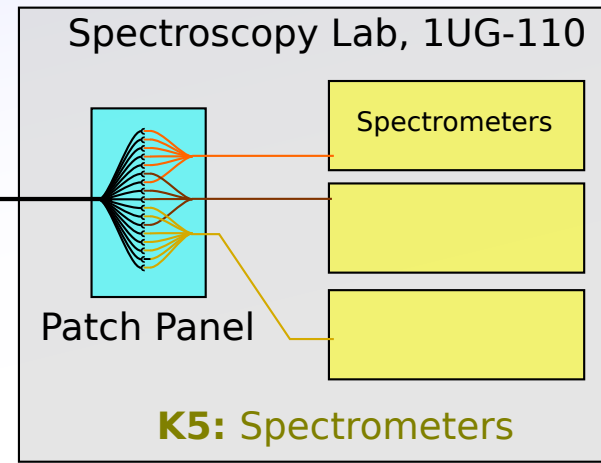 Spectroscopy Lab, 1UG-110
Spectrometers
Patch Panel
K5: Spectrometers